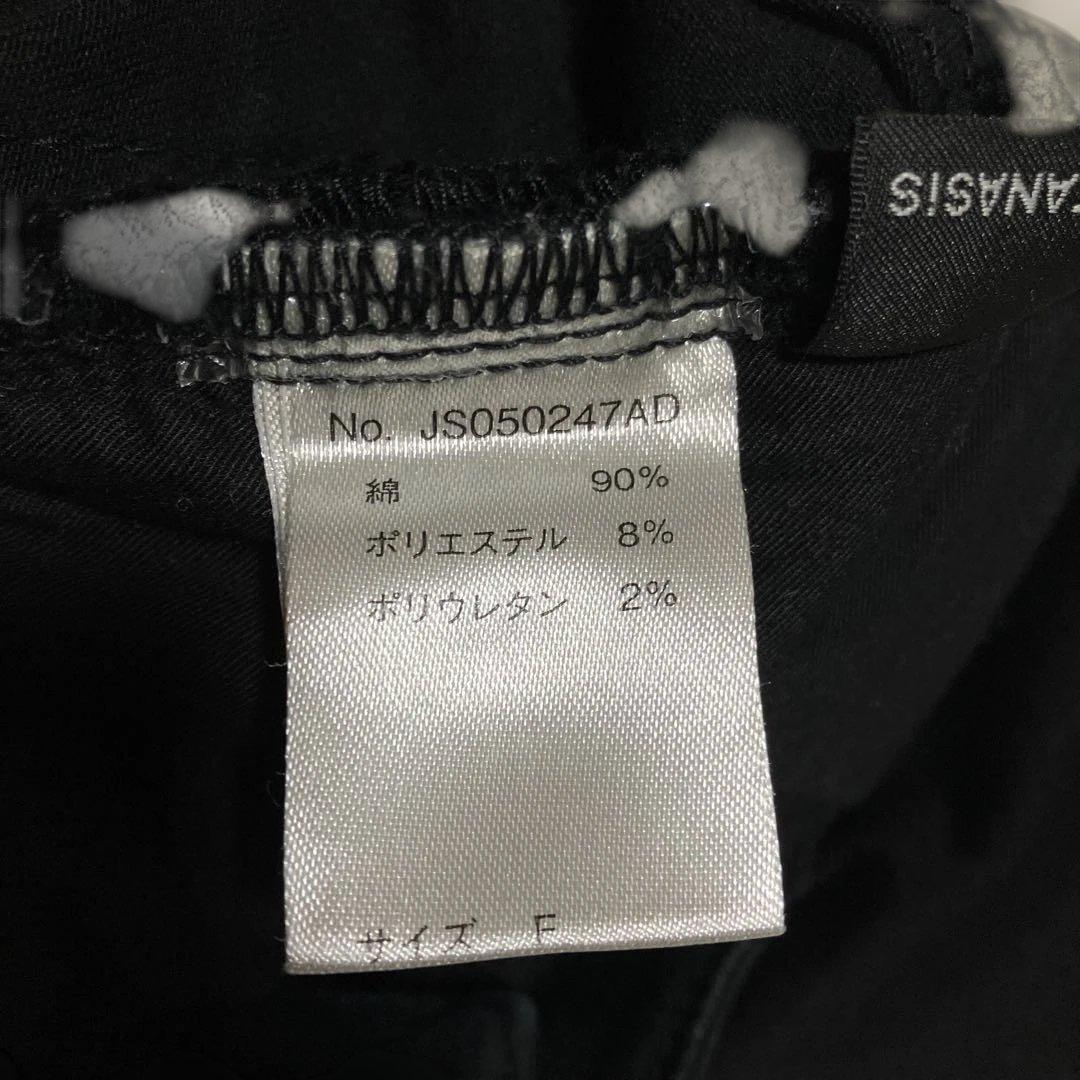 ANASIS
No. JS050247AD
綿 90%
ポリエステル 8%
ポリウレタン 2%
サイズ F